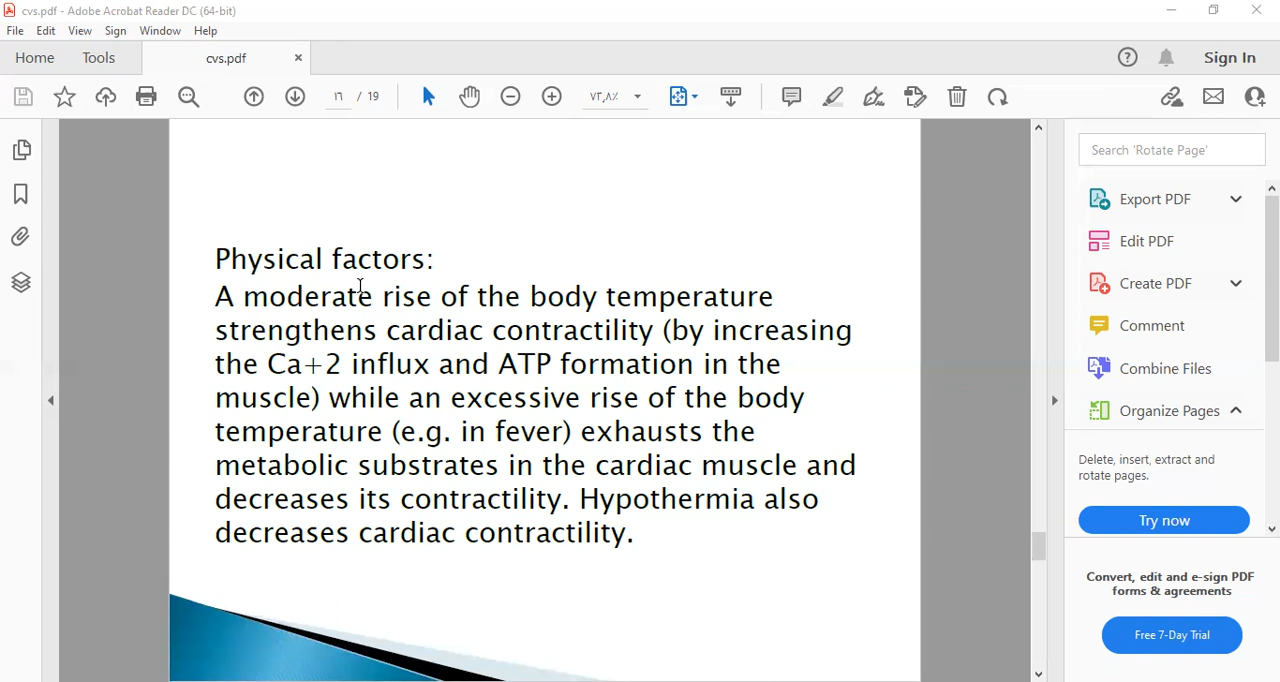 cvs.pdf - Adobe Acrobat Reader DC (64-bit)
File Edit View Sign Window Help
Home Tools cvs.pdf Sign In
١٦ / 19 ٧٣,٨٪
Search 'Rotate Page'
Export PDF
Edit PDF
Create PDF
Comment
Combine Files
Organize Pages
Delete, insert, extract and
rotate pages.
Try now
Convert, edit and e-sign PDF
forms & agreements
Free 7-Day Trial
Physical factors:
A moderate rise of the body temperature
strengthens cardiac contractility (by increasing
the Ca+2 influx and ATP formation in the
muscle) while an excessive rise of the body
temperature (e.g. in fever) exhausts the
metabolic substrates in the cardiac muscle and
decreases its contractility. Hypothermia also
decreases cardiac contractility.